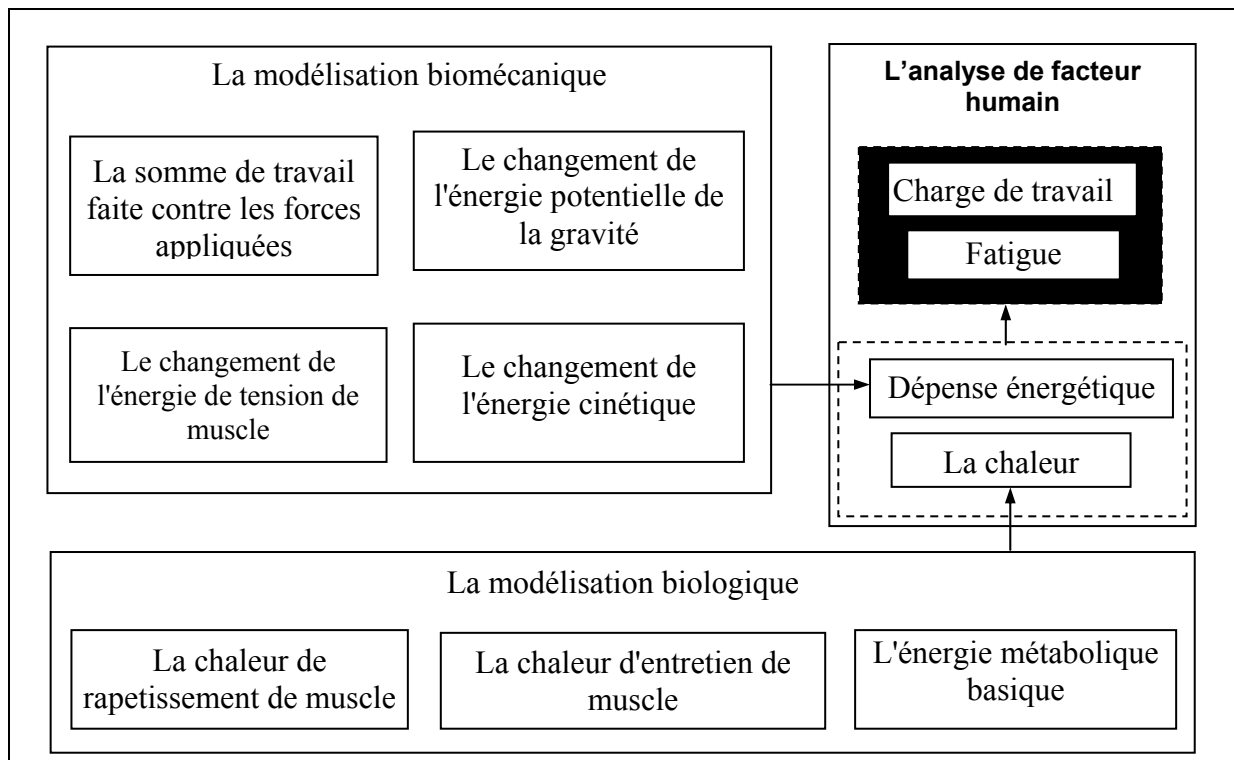 La modélisation biomécanique
La somme de travail
faite contre les forces
appliquées
Le changement de
l'énergie potentielle de
la gravité
Le changement de
l'énergie de tension de
muscle
Le changement de
l'énergie cinétique
L'analyse de facteur
humain
Charge de travail
Fatigue
Dépense énergétique
La chaleur
La modélisation biologique
La chaleur de
rapetissement de muscle
La chaleur d'entretien de
muscle
L'énergie métabolique
basique